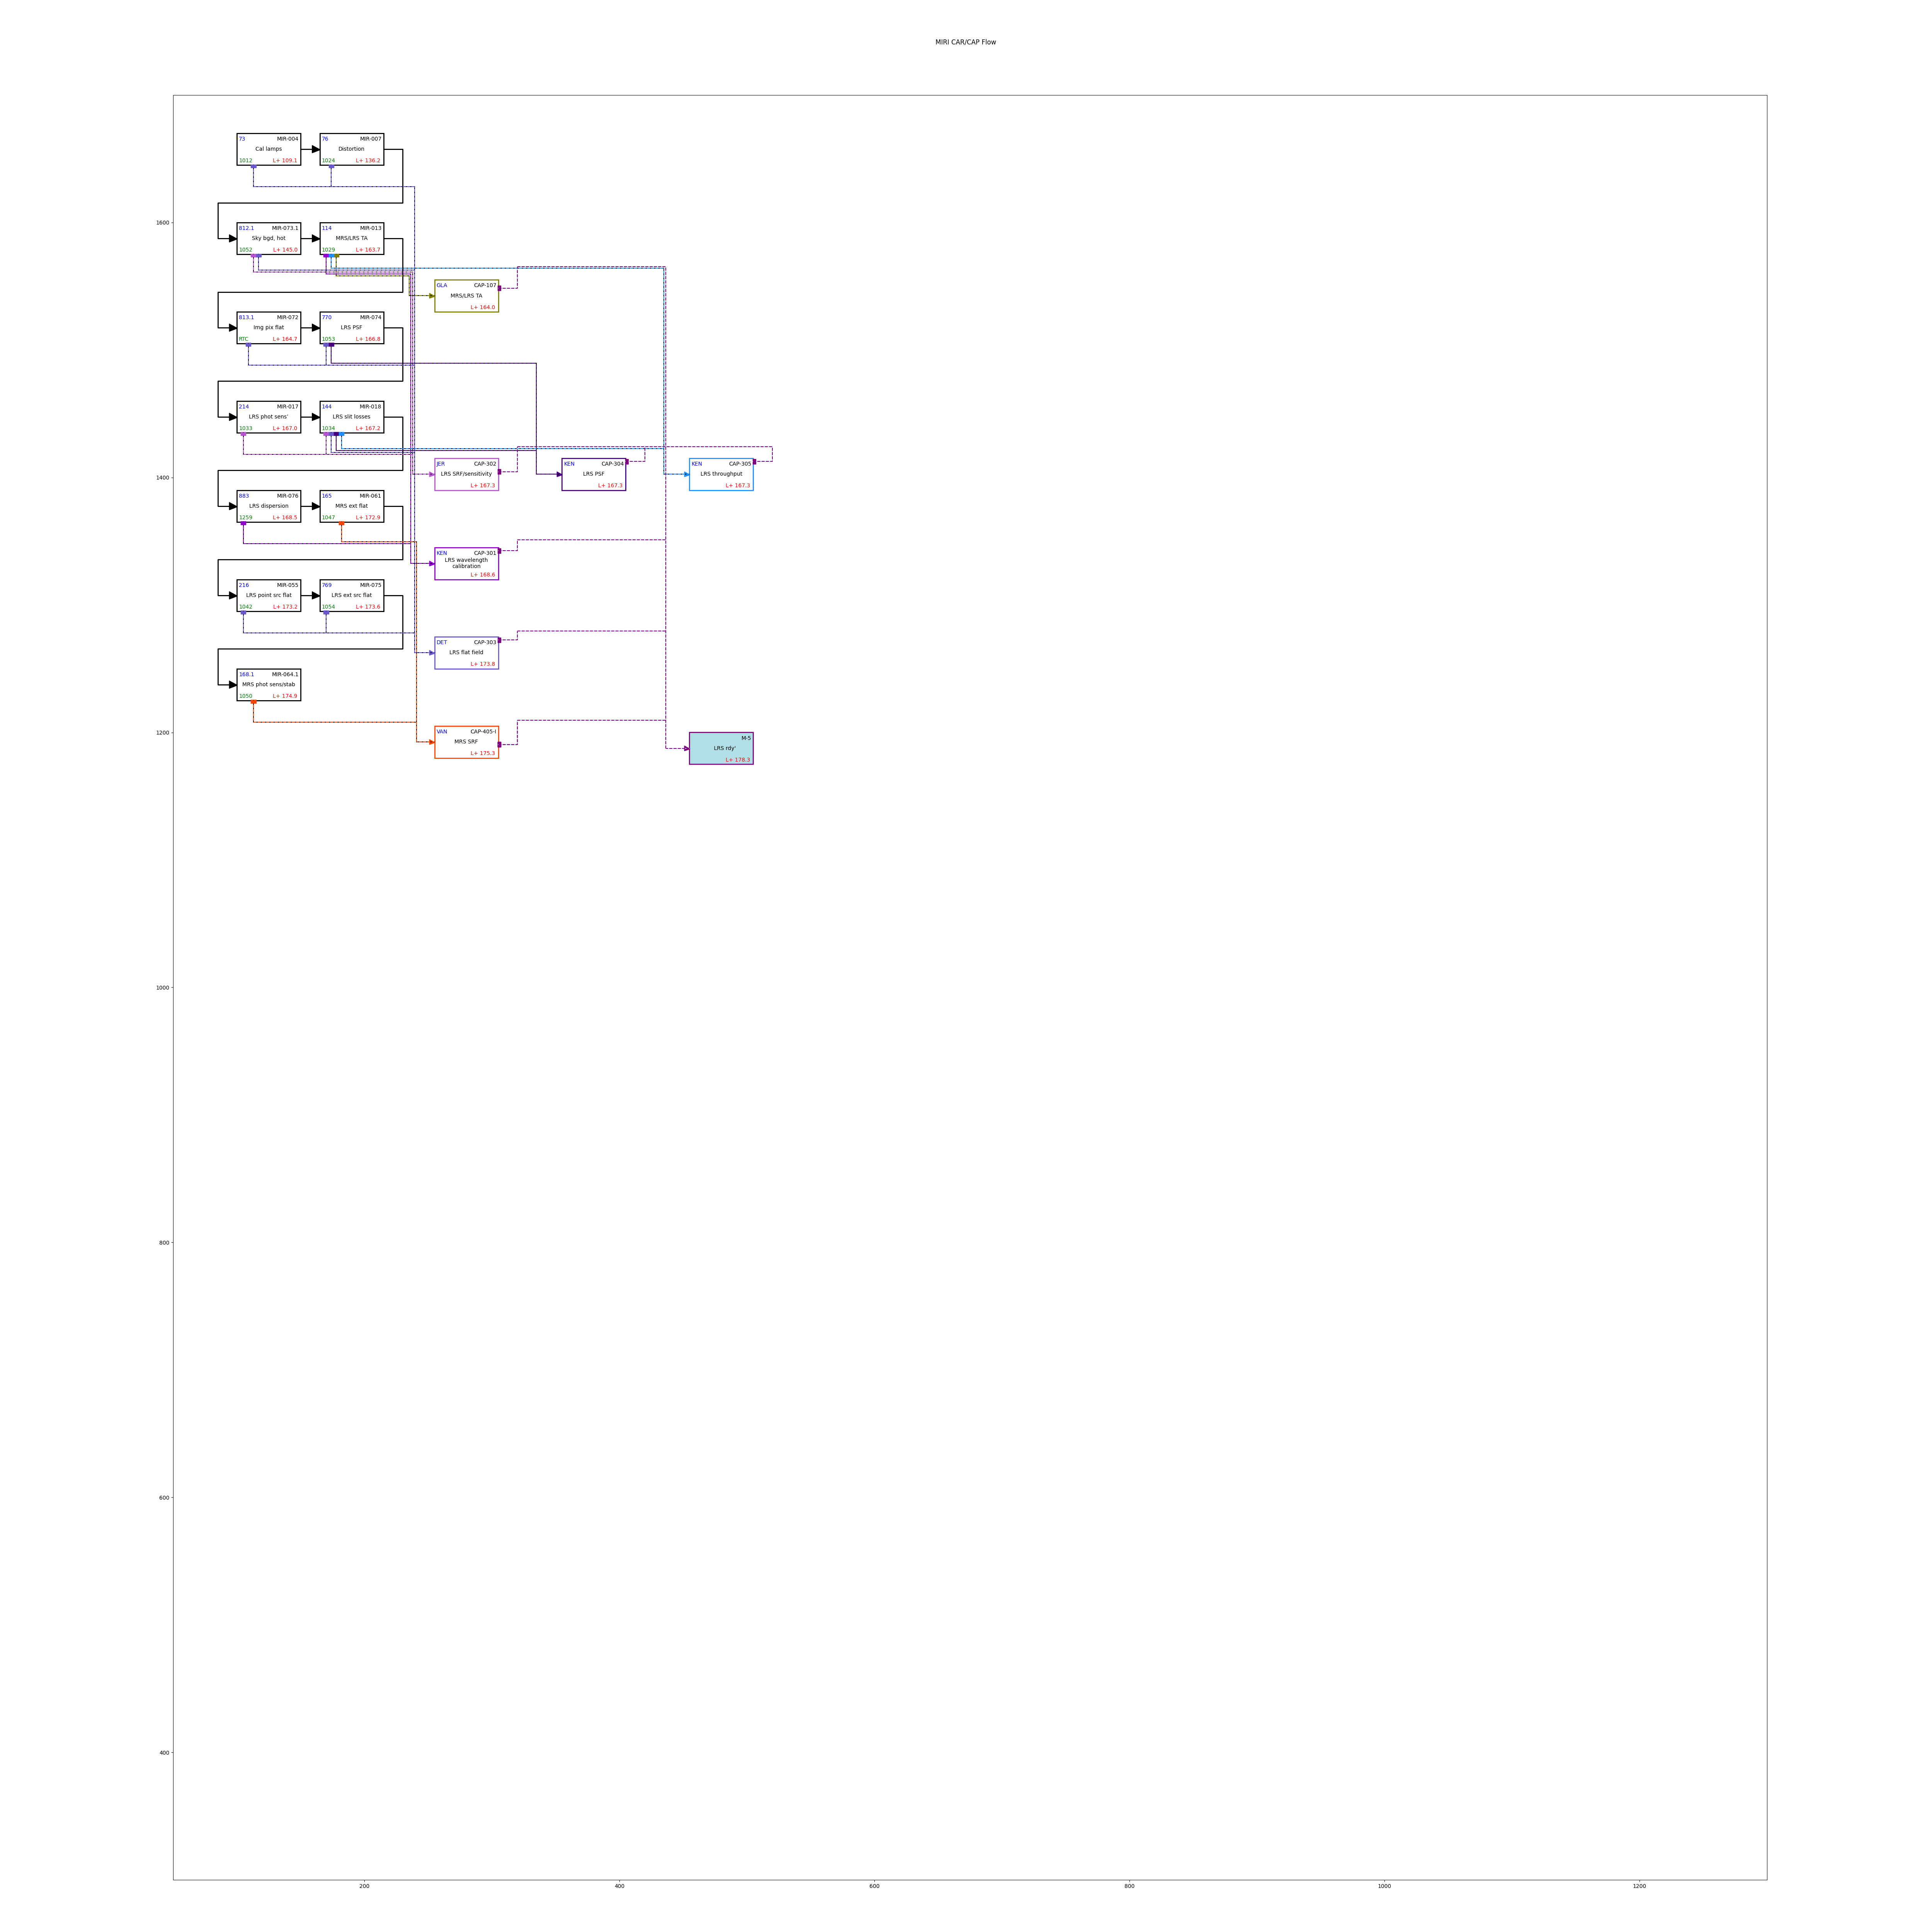 MIRI CAR/CAP Flow
73 MIR-004
Cal lamps
1012 L+ 109.1
76 MIR-007
Distortion
1024 L+ 136.2
1600
812.1 MIR-073.1
Sky bgd, hot
1052 L+ 145.0
114 MIR-013
MRS/LRS TA
1029 L+ 163.7
GLA CAP-107
MRS/LRS TA
L+ 164.0
813.1 MIR-072
Img pix flat
RTC L+ 164.7
770 MIR-074
LRS PSF
1053 L+ 166.8
214 MIR-017
LRS phot sens'
1033 L+ 167.0
144 MIR-018
LRS slit losses
1034 L+ 167.2
1400
JER CAP-302
LRS SRF/sensitivity
L+ 167.3
KEN CAP-304
LRS PSF
L+ 167.3
KEN CAP-305
LRS throughput
L+ 167.3
883 MIR-076
LRS dispersion
1259 L+ 168.5
165 MIR-061
MRS ext flat
1047 L+ 172.9
KEN CAP-301
LRS wavelength
calibration
L+ 168.6
216 MIR-055
LRS point src flat
1042 L+ 173.2
769 MIR-075
LRS ext src flat
1054 L+ 173.6
DET CAP-303
LRS flat field
L+ 173.8
168.1 MIR-064.1
MRS phot sens/stab
1050 L+ 174.9
1200
VAN CAP-405-I
MRS SRF
L+ 175.3
M-5
LRS rdy'
L+ 178.3
1000
800
600
400
200 400 600 800 1000 1200